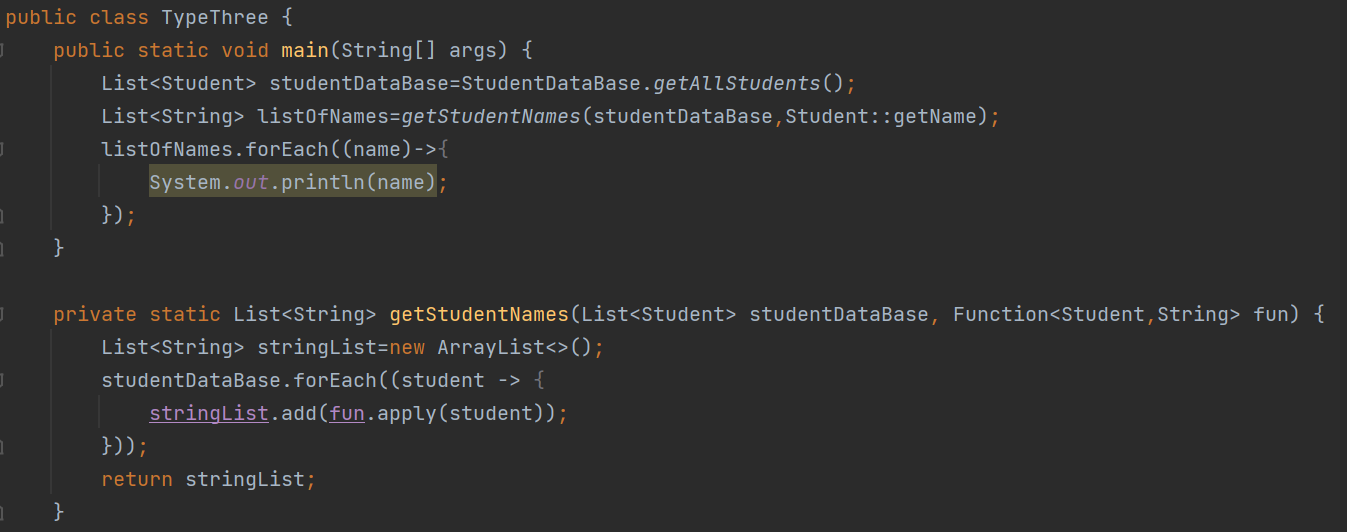 public class TypeThree {
public static void main(String[] args) {
List<Student> studentDataBase=StudentDataBase.getAllStudents();
List<String> listOfNames=getStudentNames(studentDataBase,Student::getName);
listOfNames.forEach((name)->{
System.out.println(name);
});
}
private static List<String> getStudentNames(List<Student> studentDataBase, Function<Student,String> fun) {
List<String> stringList=new ArrayList<>();
studentDataBase.forEach((student -> {
stringList.add(fun.apply(student));
}));
return stringList;
}